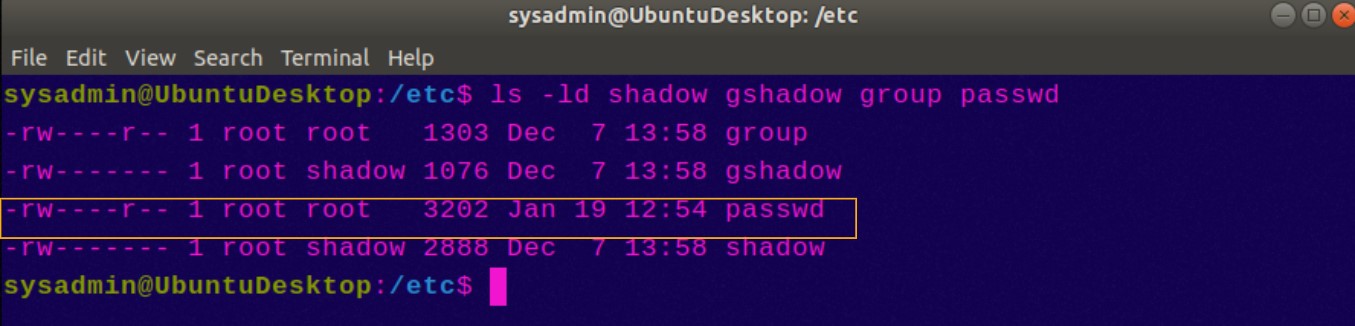 sysadmin@UbuntuDesktop: /etc
File Edit View Search Terminal Help
sysadmin@UbuntuDesktop:/etc$ ls -ld shadow gshadow group passwd
-rw----r-- 1 root root   1303 Dec  7 13:58 group
-rw------- 1 root shadow 1076 Dec  7 13:58 gshadow
-rw----r-- 1 root root   3202 Jan 19 12:54 passwd
-rw------- 1 root shadow 2888 Dec  7 13:58 shadow
sysadmin@UbuntuDesktop:/etc$